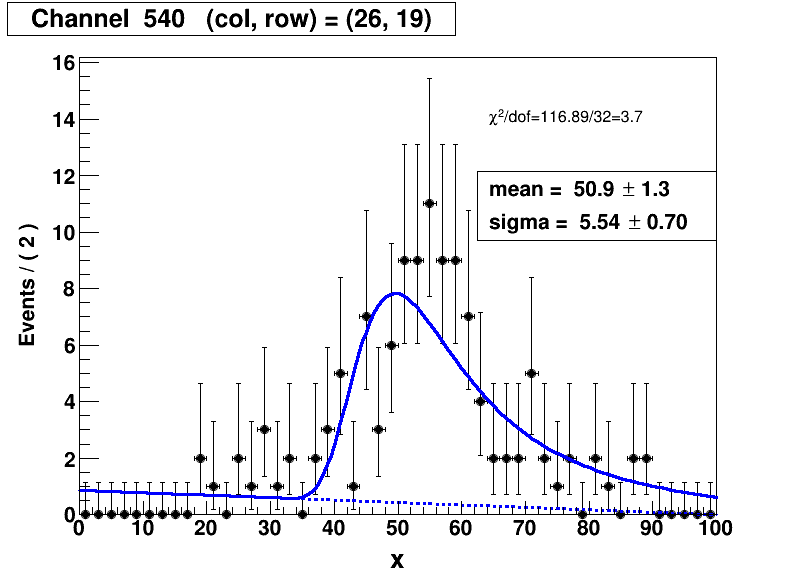 Channel 540 (col, row) = (26, 19)
χ²/dof=116.89/32=3.7
mean = 50.9 ± 1.3
sigma = 5.54 ± 0.70
Events / ( 2 )
16
14
12
10
8
6
4
2
0
0 10 20 30 40 50 60 70 80 90 100
x